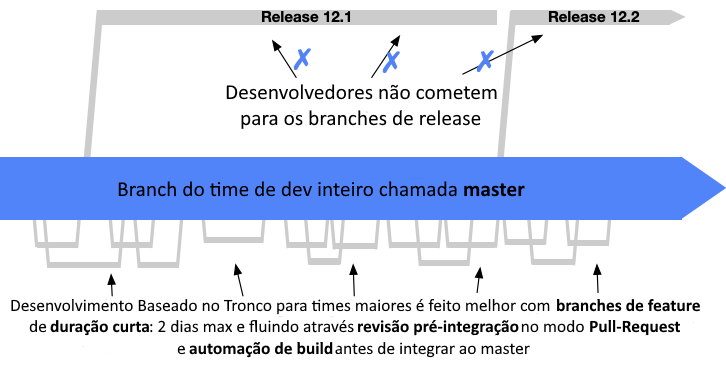 Release 12.1
Release 12.2
Desenvolvedores não cometem
para os branches de release
Branch do time de dev inteiro chamada master
Desenvolvimento Baseado no Tronco para times maiores é feito melhor com branches de feature
de duração curta: 2 dias max e fluindo através revisão pré-integração no modo Pull-Request
e automação de build antes de integrar ao master